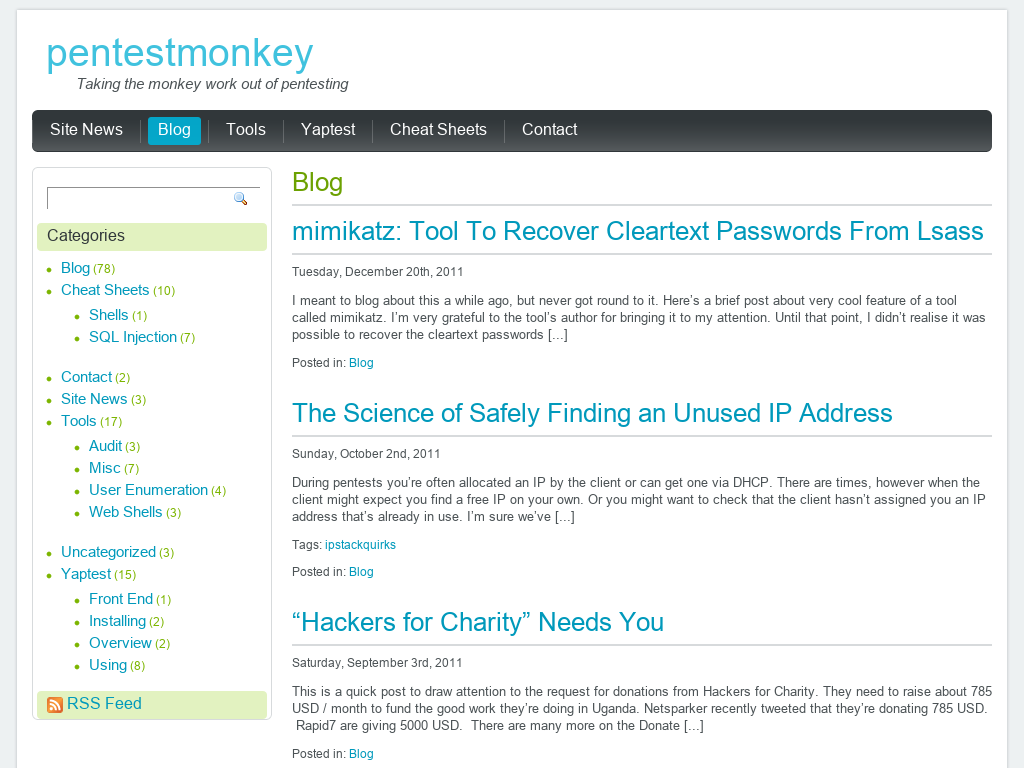 pentestmonkey
Taking the monkey work out of pentesting
Site News
Blog
Tools
Yaptest
Cheat Sheets
Contact
Categories
Blog (78)
Cheat Sheets (10)
Shells (1)
SQL Injection (7)
Contact (2)
Site News (3)
Tools (17)
Audit (3)
Misc (7)
User Enumeration (4)
Web Shells (3)
Uncategorized (3)
Yaptest (15)
Front End (1)
Installing (2)
Overview (2)
Using (8)
RSS Feed
Blog
mimikatz: Tool To Recover Cleartext Passwords From Lsass
Tuesday, December 20th, 2011
I meant to blog about this a while ago, but never got round to it. Here’s a brief post about very cool feature of a tool
called mimikatz. I’m very grateful to the tool’s author for bringing it to my attention. Until that point, I didn’t realise it was
possible to recover the cleartext passwords [...]
Posted in: Blog
The Science of Safely Finding an Unused IP Address
Sunday, October 2nd, 2011
During pentests you’re often allocated an IP by the client or can get one via DHCP. There are times, however when the
client might expect you find a free IP on your own. Or you might want to check that the client hasn’t assigned you an IP
address that’s already in use. I’m sure we’ve [...]
Tags: ipstackquirks
Posted in: Blog
“Hackers for Charity” Needs You
Saturday, September 3rd, 2011
This is a quick post to draw attention to the request for donations from Hackers for Charity. They need to raise about 785
USD / month to fund the good work they’re doing in Uganda. Netsparker recently tweeted that they’re donating 785 USD.
Rapid7 are giving 5000 USD.  There are many more on the Donate [...]
Posted in: Blog